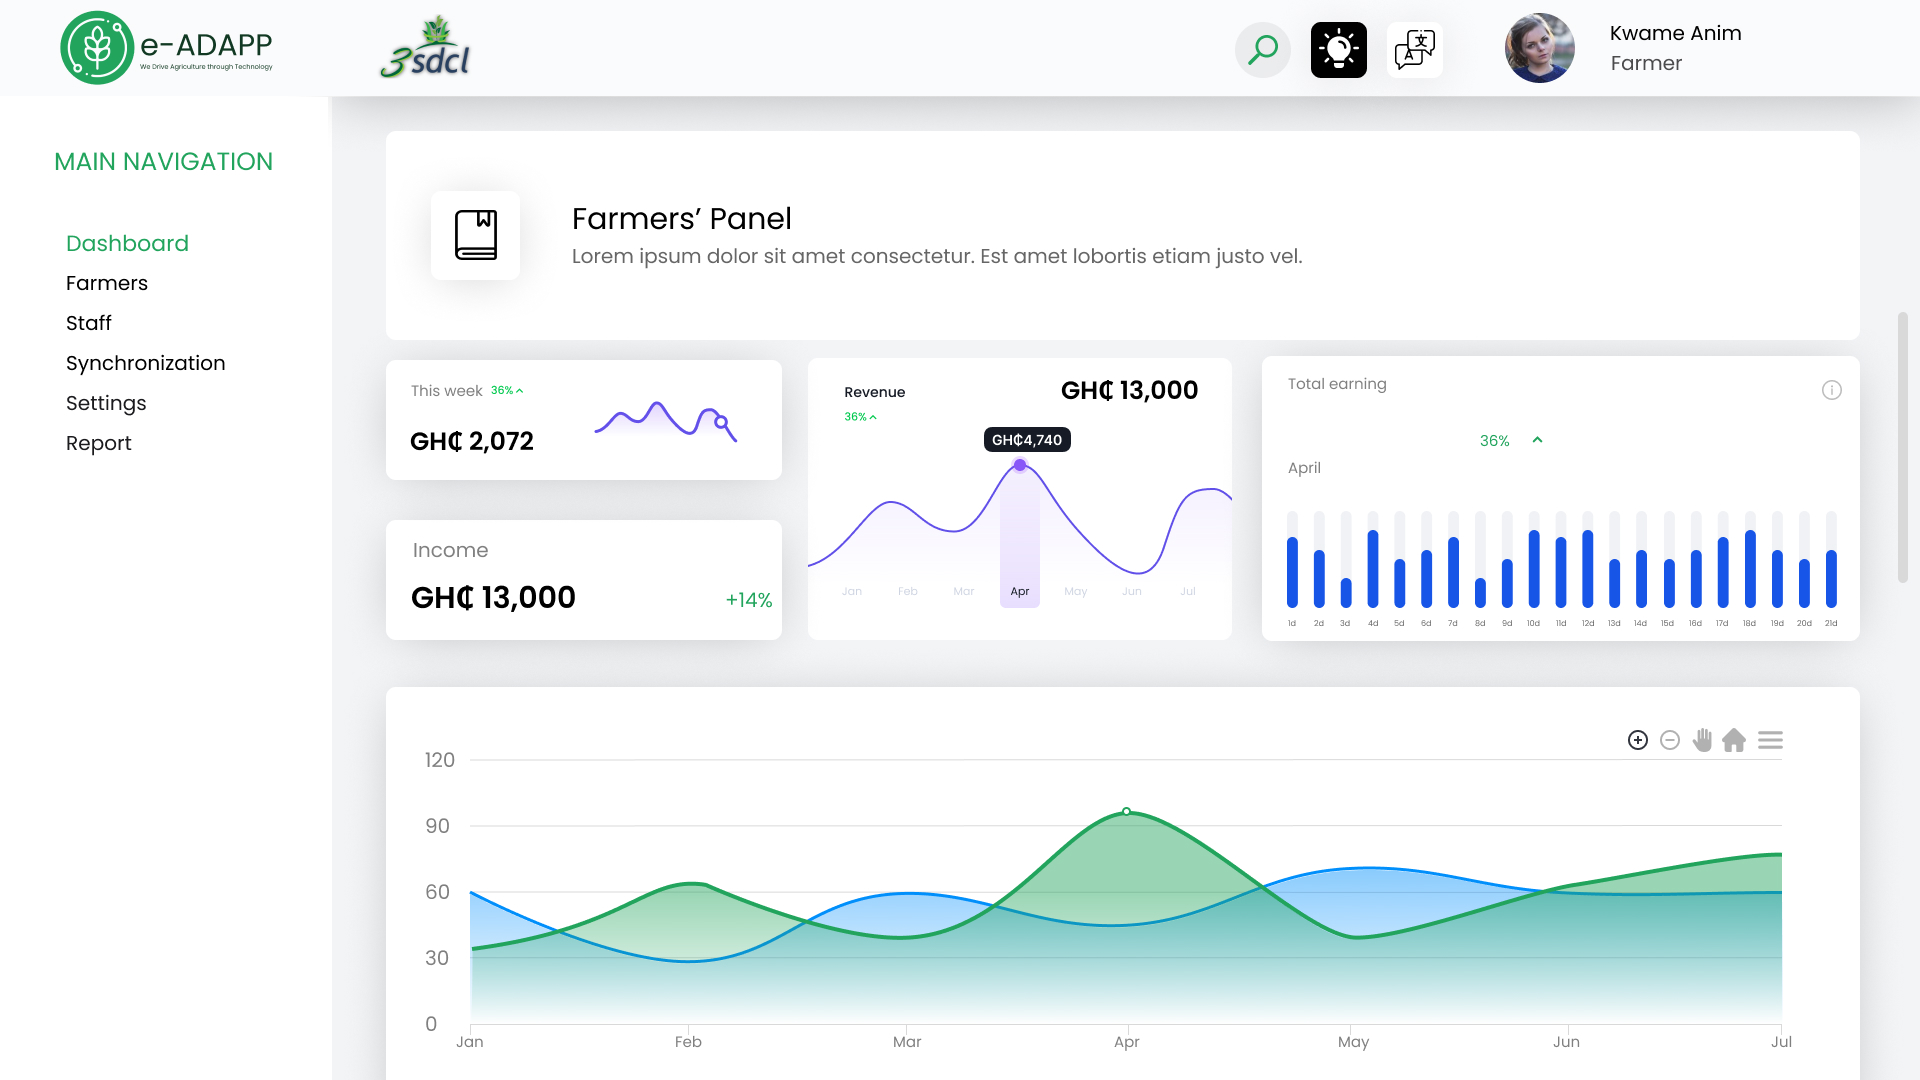 e-ADAPP
We Drive Agriculture through Technology
3sdcl
文
A
Kwame Anim
Farmer
MAIN NAVIGATION
Dashboard
Farmers
Staff
Synchronization
Settings
Report
Farmers’ Panel
Lorem ipsum dolor sit amet consectetur. Est amet lobortis etiam justo vel.
This week 36%
GH₵ 2,072
Income
GH₵ 13,000 +14%
Revenue GH₵ 13,000
36%
GH₵4,740
Jan Feb Mar Apr May Jun Jul
Total earning
36%
April
1d 2d 3d 4d 5d 6d 7d 8d 9d 10d 11d 12d 13d 14d 15d 16d 17d 18d 19d 20d 21d
120
90
60
30
0
Jan Feb Mar Apr May Jun Jul